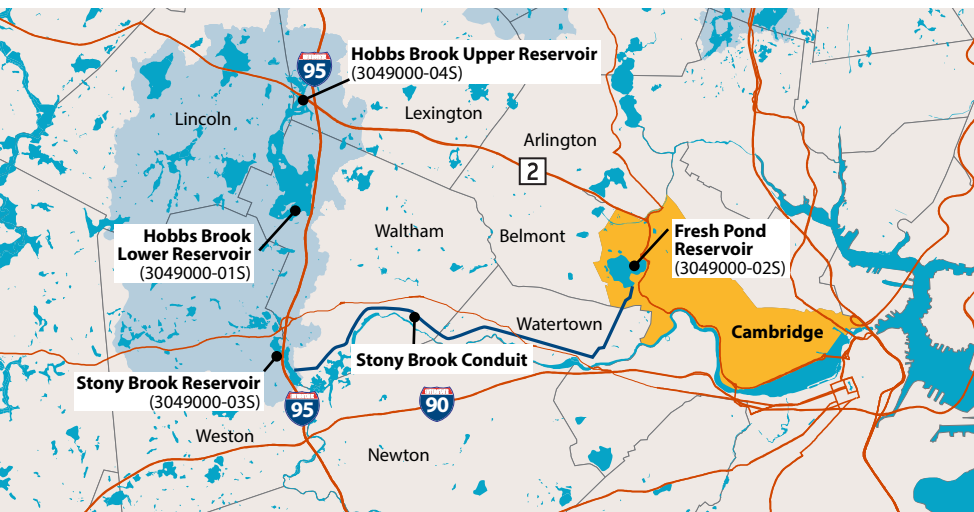 Hobbs Brook Upper Reservoir
(3049000-04S)
95
Lincoln
Lexington
Arlington
2
Hobbs Brook
Lower Reservoir
(3049000-01S)
Waltham
Belmont
Fresh Pond
Reservoir
(3049000-02S)
Watertown
Cambridge
Stony Brook Conduit
Stony Brook Reservoir
(3049000-03S)
95
90
Weston
Newton